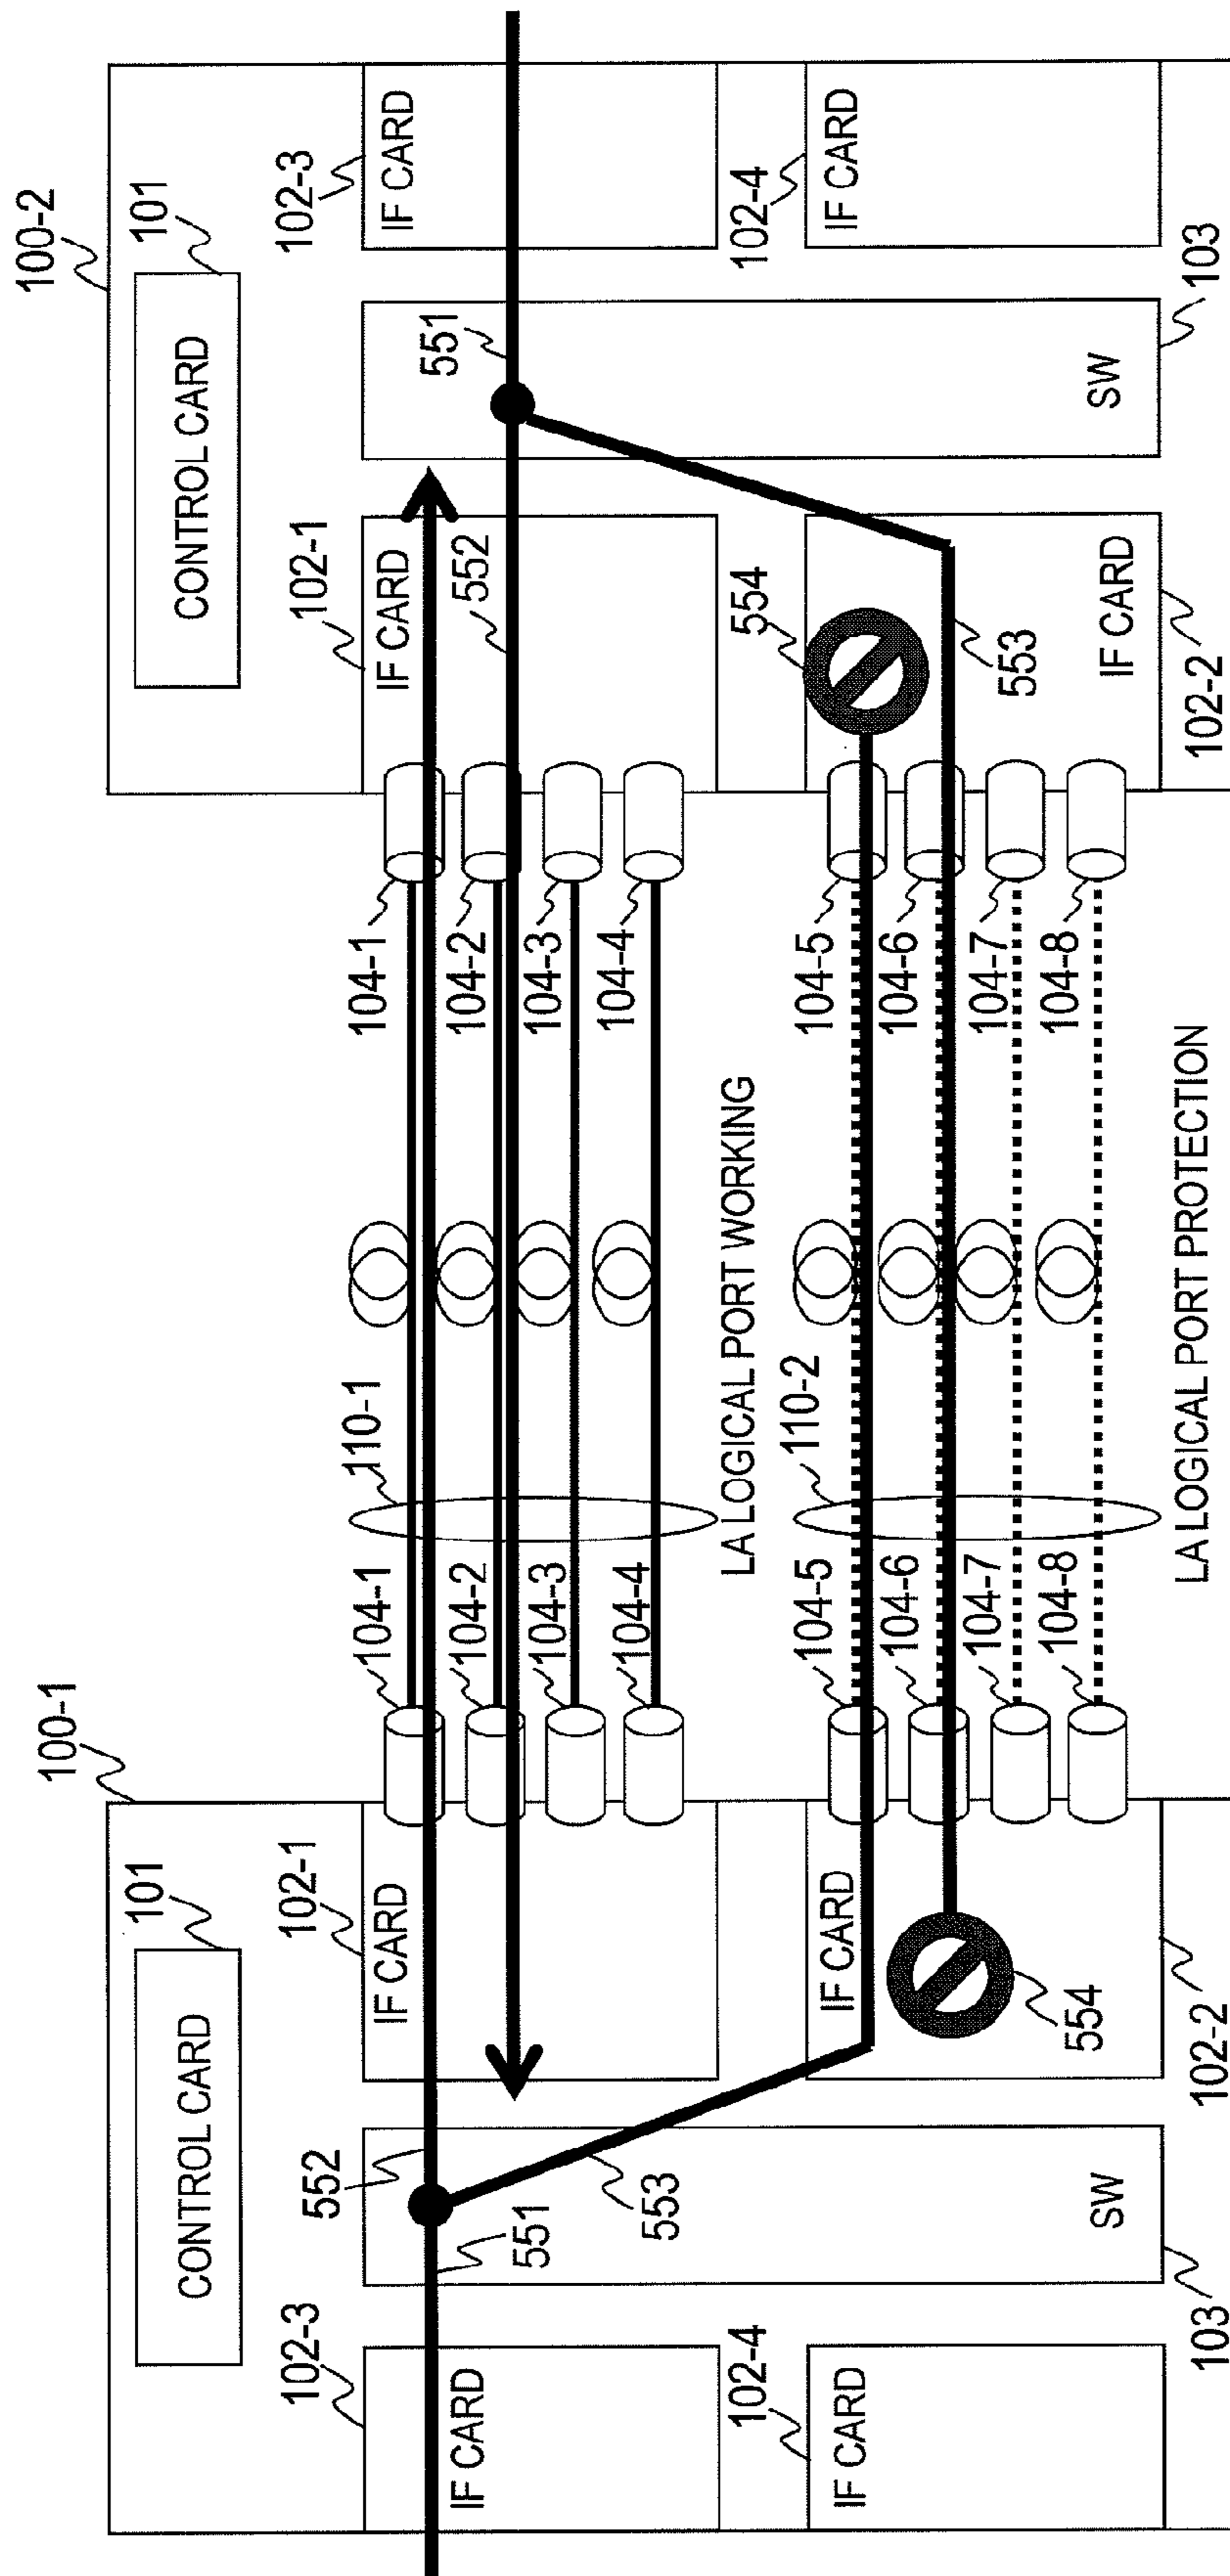 100-1
100-2
101
101
CONTROL CARD
CONTROL CARD
102-3
552
102-1
102-1
102-3
IF CARD
104-1
110-1
104-1
IF CARD
IF CARD
551
IF CARD
104-2
104-2
552
551
104-3
104-3
104-4
104-4
553
LA LOGICAL PORT WORKING
102-4
554
102-4
IF CARD
IF CARD
104-5
110-2
104-5
IF CARD
104-6
104-6
104-7
104-7
553
104-8
104-8
554
SW
IF CARD
SW
LA LOGICAL PORT PROTECTION
103
102-2
102-2
103